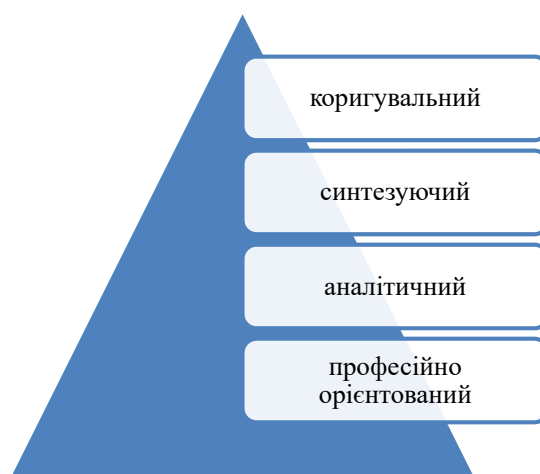 коригувальний
синтезуючий
аналітичний
професійно
орієнтований